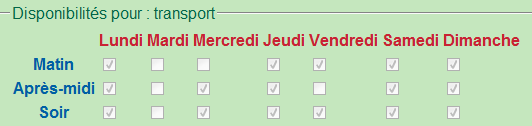 Disponibilités pour : transport
Lundi Mardi Mercredi Jeudi Vendredi Samedi Dimanche
Matin
Après-midi
Soir